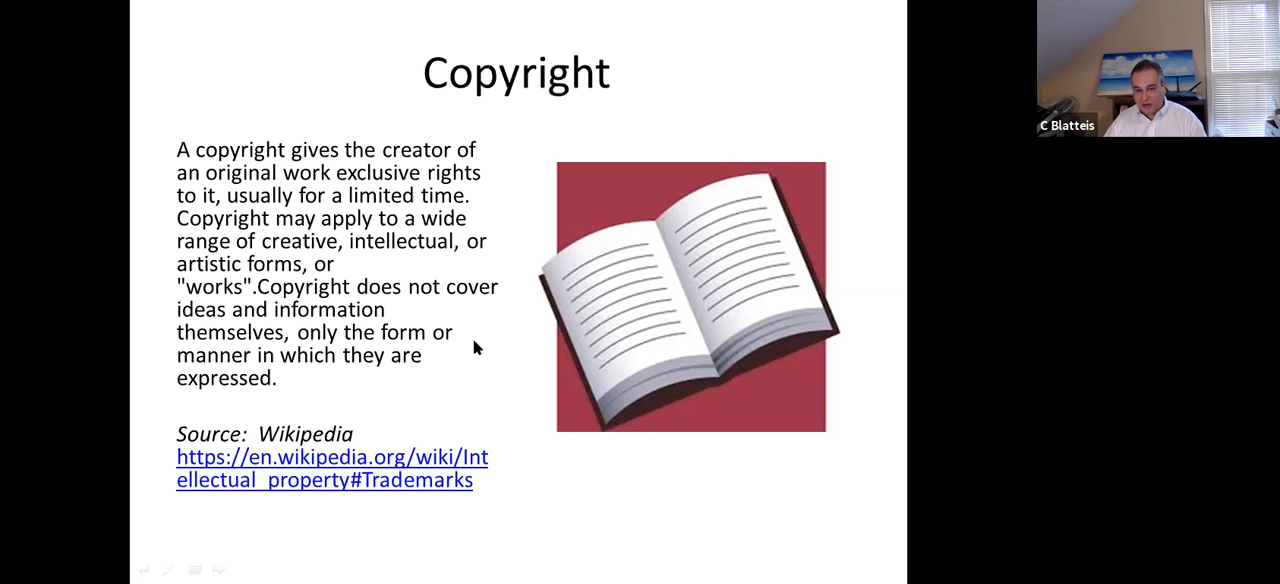 Copyright
A copyright gives the creator of
an original work exclusive rights
to it, usually for a limited time.
Copyright may apply to a wide
range of creative, intellectual, or
artistic forms, or
"works".Copyright does not cover
ideas and information
themselves, only the form or
manner in which they are
expressed.
Source:  Wikipedia
https://en.wikipedia.org/wiki/Int
ellectual_property#Trademarks
C Blatteis